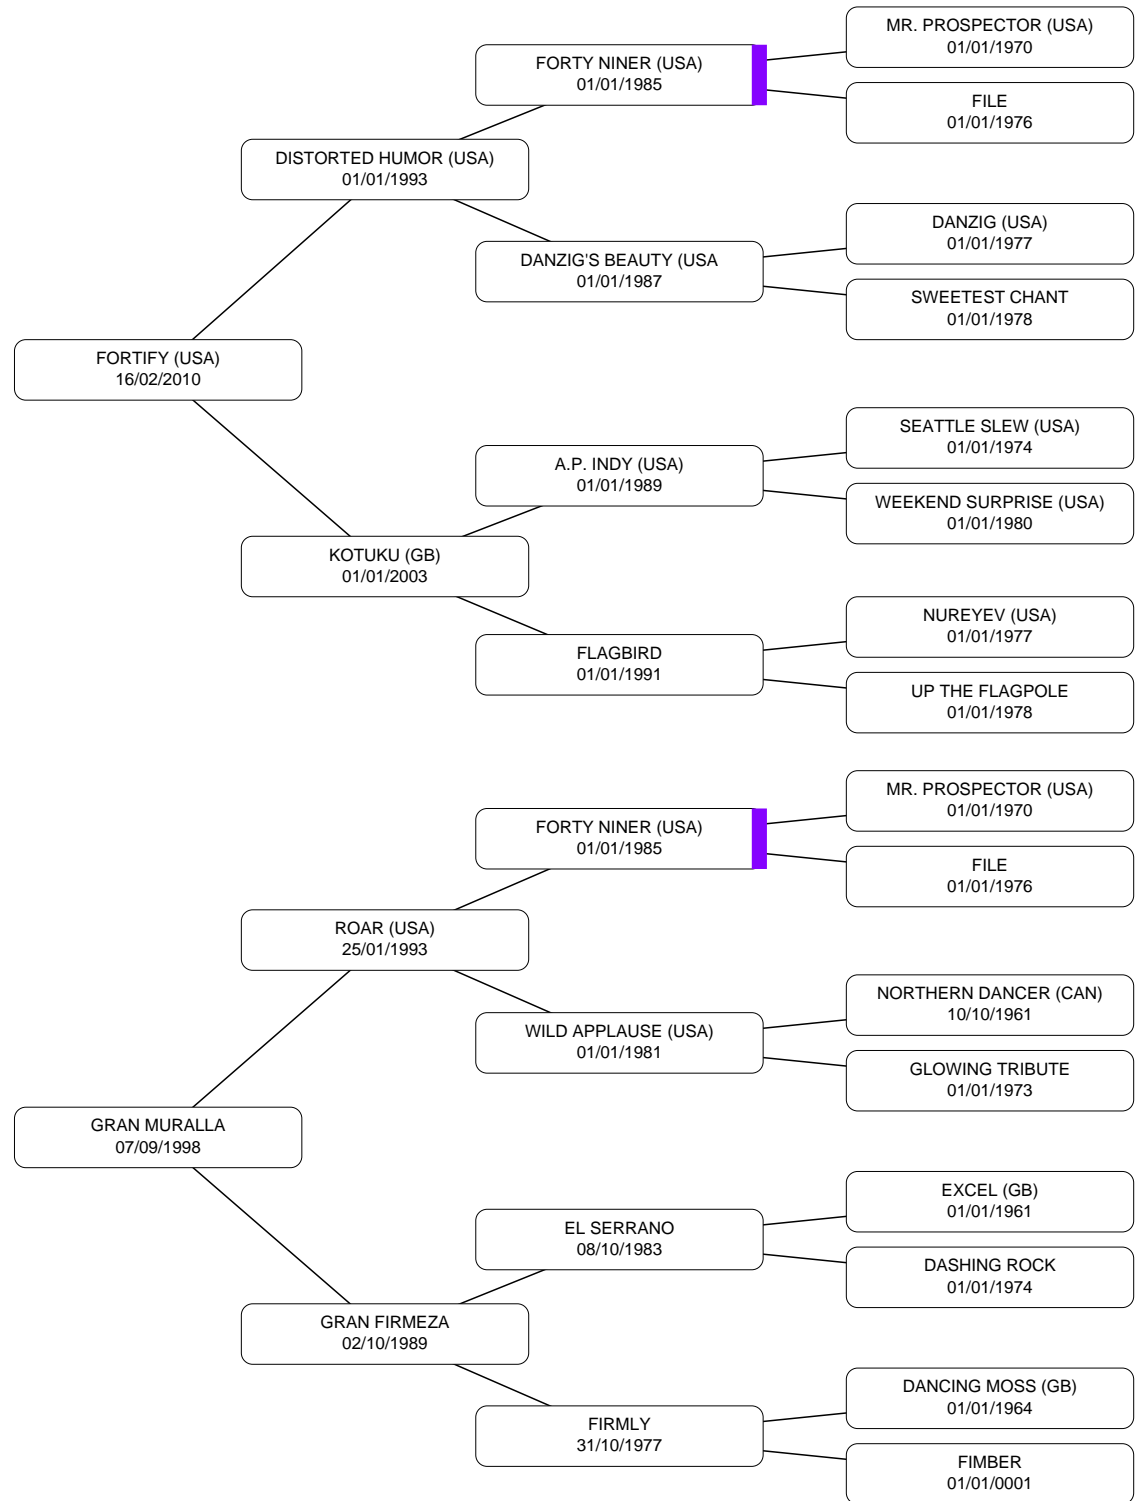 MR. PROSPECTOR (USA)
01/01/1970
FORTY NINER (USA)
01/01/1985
FILE
01/01/1976
DISTORTED HUMOR (USA)
01/01/1993
DANZIG (USA)
01/01/1977
DANZIG'S BEAUTY (USA
01/01/1987
SWEETEST CHANT
01/01/1978
FORTIFY (USA)
16/02/2010
SEATTLE SLEW (USA)
01/01/1974
A.P. INDY (USA)
01/01/1989
WEEKEND SURPRISE (USA)
01/01/1980
KOTUKU (GB)
01/01/2003
NUREYEV (USA)
01/01/1977
FLAGBIRD
01/01/1991
UP THE FLAGPOLE
01/01/1978
MR. PROSPECTOR (USA)
01/01/1970
FORTY NINER (USA)
01/01/1985
FILE
01/01/1976
ROAR (USA)
25/01/1993
NORTHERN DANCER (CAN)
10/10/1961
WILD APPLAUSE (USA)
01/01/1981
GLOWING TRIBUTE
01/01/1973
GRAN MURALLA
07/09/1998
EXCEL (GB)
01/01/1961
EL SERRANO
08/10/1983
DASHING ROCK
01/01/1974
GRAN FIRMEZA
02/10/1989
DANCING MOSS (GB)
01/01/1964
FIRMLY
31/10/1977
FIMBER
01/01/0001